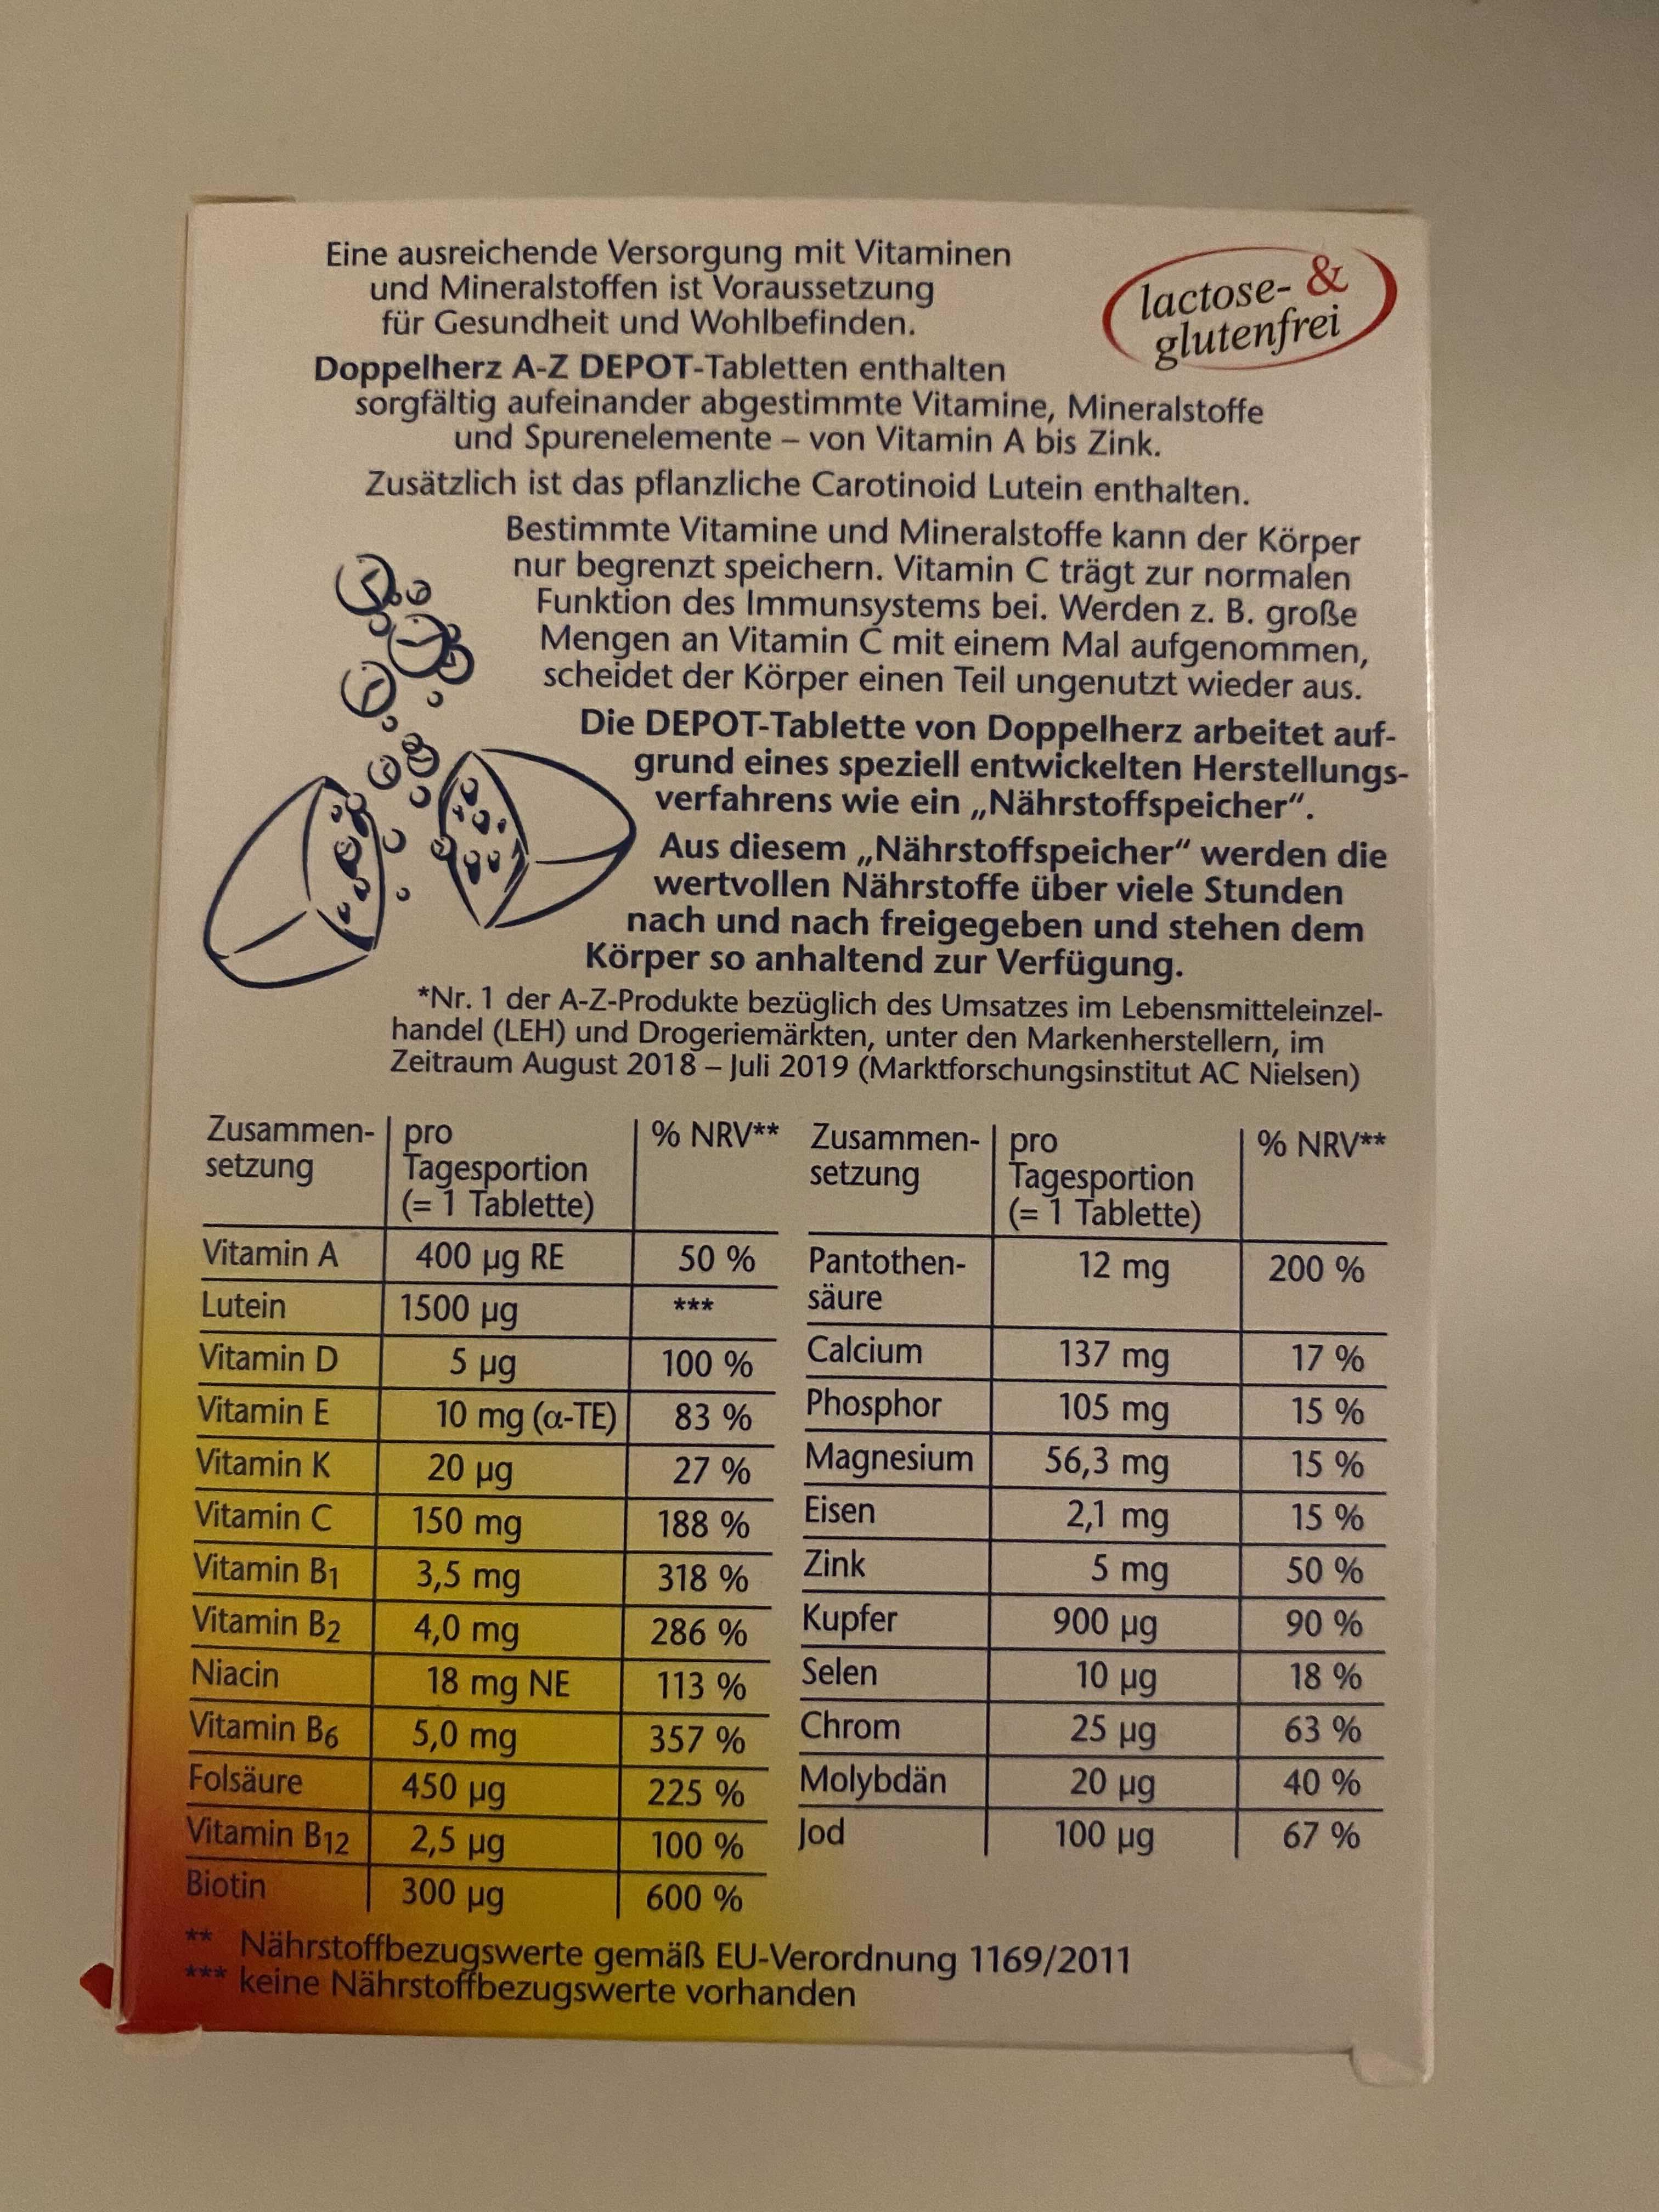 Eine ausreichende Versorgung mit Vitaminen
und Mineralstoffen ist Voraussetzung
für Gesundheit und Wohlbefinden.
lactose- &
glutenfrei
Doppelherz A-Z DEPOT-Tabletten enthalten
sorgfältig aufeinander abgestimmte Vitamine, Mineralstoffe
und Spurenelemente – von Vitamin A bis Zink.
Zusätzlich ist das pflanzliche Carotinoid Lutein enthalten.
Bestimmte Vitamine und Mineralstoffe kann der Körper
nur begrenzt speichern. Vitamin C trägt zur normalen
Funktion des Immunsystems bei. Werden z. B. große
Mengen an Vitamin C mit einem Mal aufgenommen,
scheidet der Körper einen Teil ungenutzt wieder aus.
Die DEPOT-Tablette von Doppelherz arbeitet auf-
grund eines speziell entwickelten Herstellungs-
verfahrens wie ein „Nährstoffspeicher“.
Aus diesem „Nährstoffspeicher“ werden die
wertvollen Nährstoffe über viele Stunden
nach und nach freigegeben und stehen dem
Körper so anhaltend zur Verfügung.
*Nr. 1 der A-Z-Produkte bezüglich des Umsatzes im Lebensmitteleinzel-
handel (LEH) und Drogeriemärkten, unter den Markenherstellern, im
Zeitraum August 2018 – Juli 2019 (Marktforschungsinstitut AC Nielsen)
Zusammen- pro % NRV**
setzung Tagesportion
(= 1 Tablette)
Vitamin A 400 µg RE 50 %
Lutein 1500 µg ***
Vitamin D 5 µg 100 %
Vitamin E 10 mg (α-TE) 83 %
Vitamin K 20 µg 27 %
Vitamin C 150 mg 188 %
Vitamin B1 3,5 mg 318 %
Vitamin B2 4,0 mg 286 %
Niacin 18 mg NE 113 %
Vitamin B6 5,0 mg 357 %
Folsäure 450 µg 225 %
Vitamin B12 2,5 µg 100 %
Biotin 300 µg 600 %
Zusammen- pro % NRV**
setzung Tagesportion
(= 1 Tablette)
Pantothen- 12 mg 200 %
säure
Calcium 137 mg 17 %
Phosphor 105 mg 15 %
Magnesium 56,3 mg 15 %
Eisen 2,1 mg 15 %
Zink 5 mg 50 %
Kupfer 900 µg 90 %
Selen 10 µg 18 %
Chrom 25 µg 63 %
Molybdän 20 µg 40 %
Jod 100 µg 67 %
** Nährstoffbezugswerte gemäß EU-Verordnung 1169/2011
*** keine Nährstoffbezugswerte vorhanden